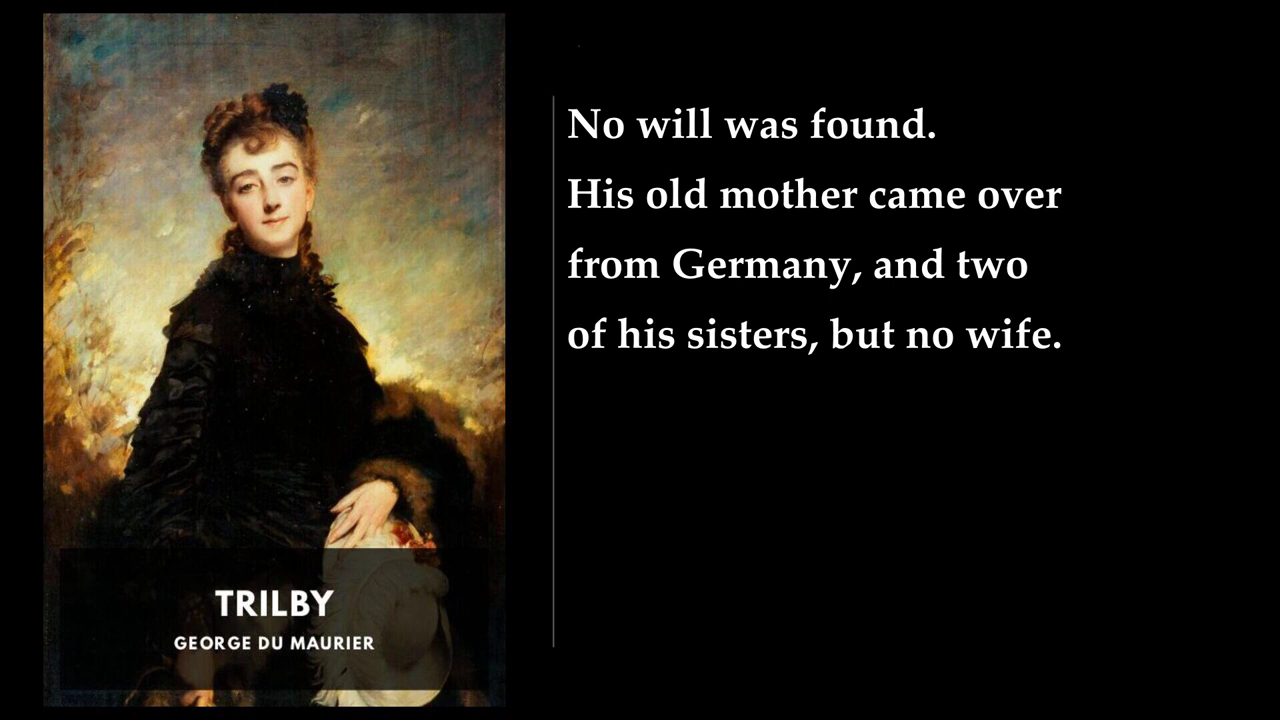 TRILBY
GEORGE DU MAURIER
No will was found.
His old mother came over
from Germany, and two
of his sisters, but no wife.